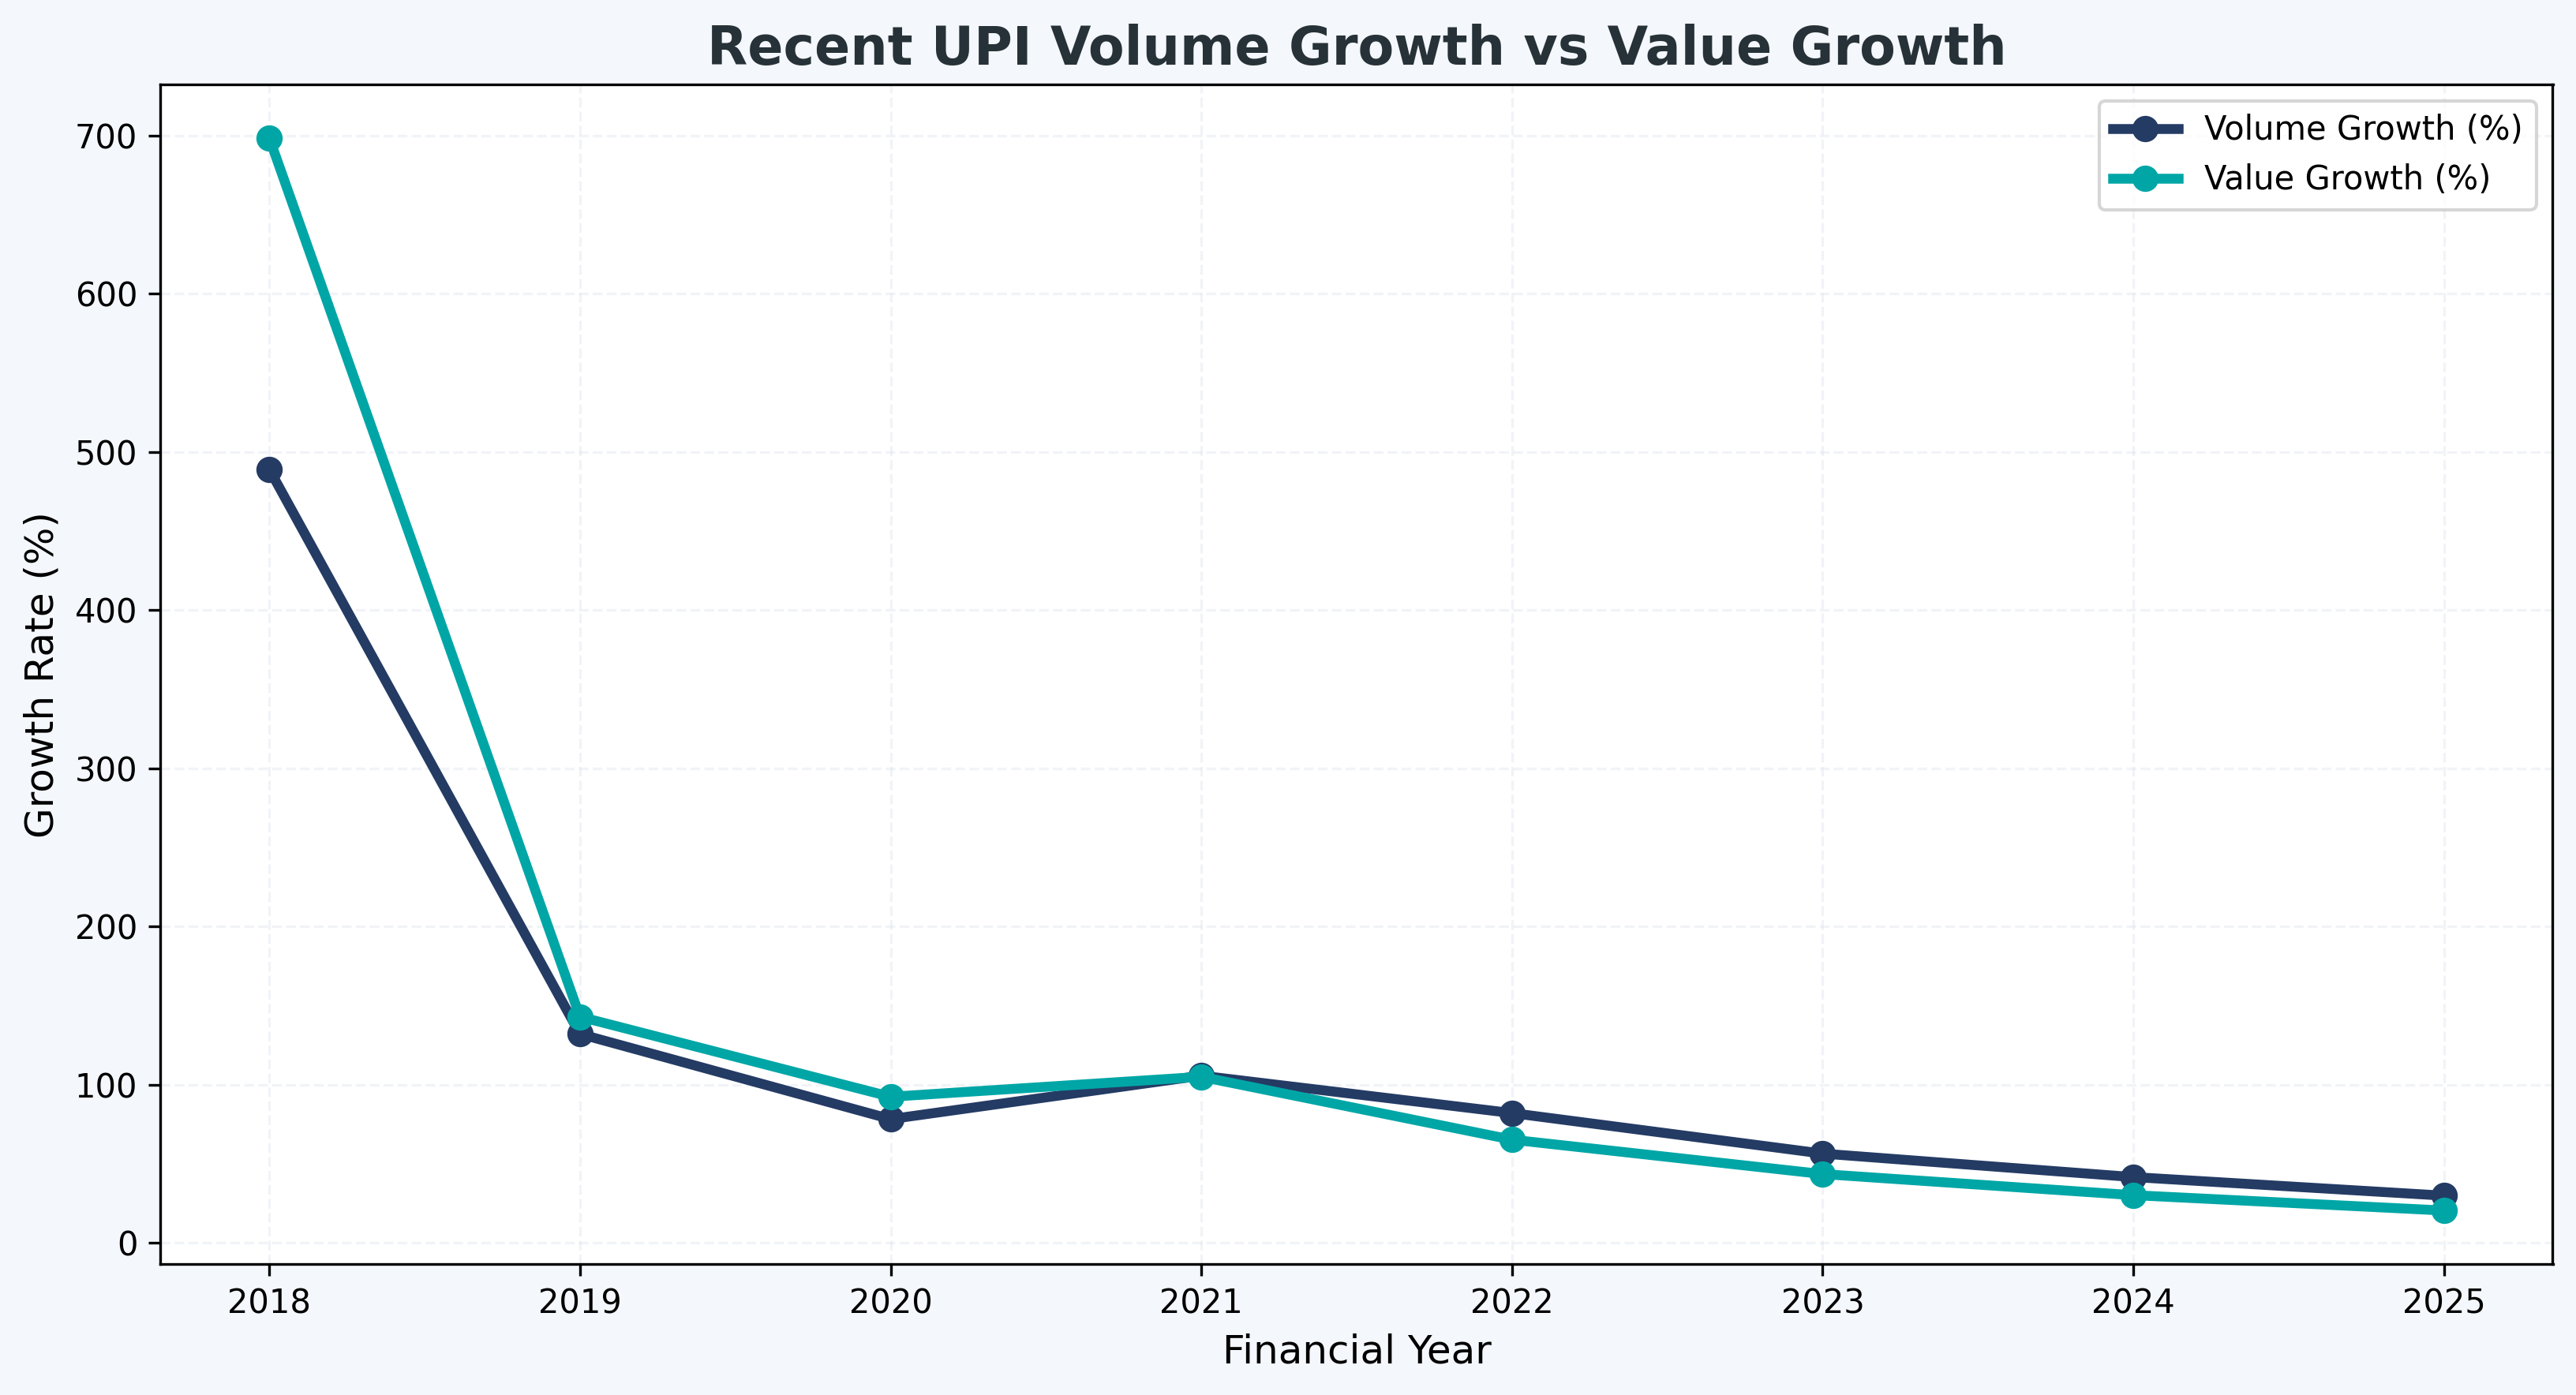 Recent UPI Volume Growth vs Value Growth
Volume Growth (%)
Value Growth (%)
Growth Rate (%)
700
600
500
400
300
200
100
0
2018 2019 2020 2021 2022 2023 2024 2025
Financial Year